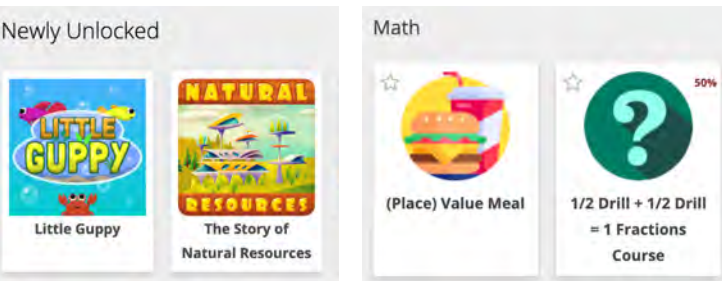 Newly Unlocked
LITTLE
GUPPY
Little Guppy
NATURAL
RESOURCES
The Story of
Natural Resources
Math
(Place) Value Meal
50%
?
1/2 Drill + 1/2 Drill
= 1 Fractions
Course